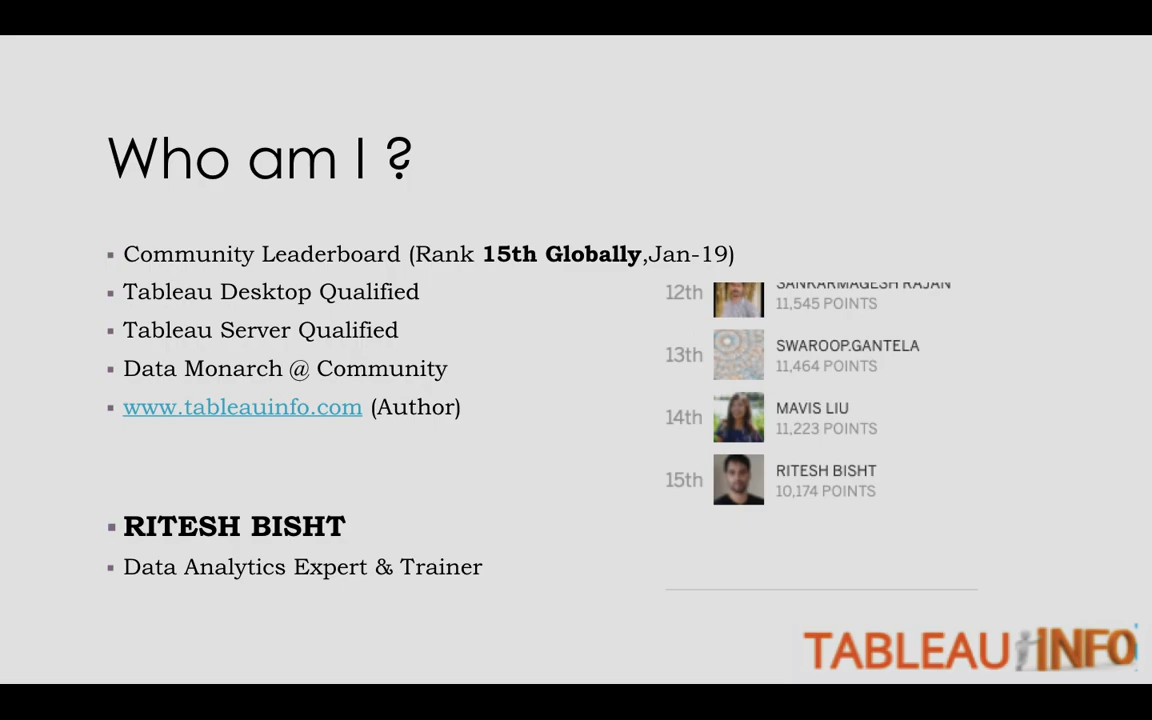 Who am I ?
▪ Community Leaderboard (Rank 15th Globally,Jan-19)
▪ Tableau Desktop Qualified
▪ Tableau Server Qualified
▪ Data Monarch @ Community
▪ www.tableauinfo.com (Author)
▪ RITESH BISHT
▪ Data Analytics Expert & Trainer
12th SANKARMAGESH RAJAN
11,545 POINTS
13th SWAROOP.GANTELA
11,464 POINTS
14th MAVIS LIU
11,223 POINTS
15th RITESH BISHT
10,174 POINTS
TABLEAU INFO